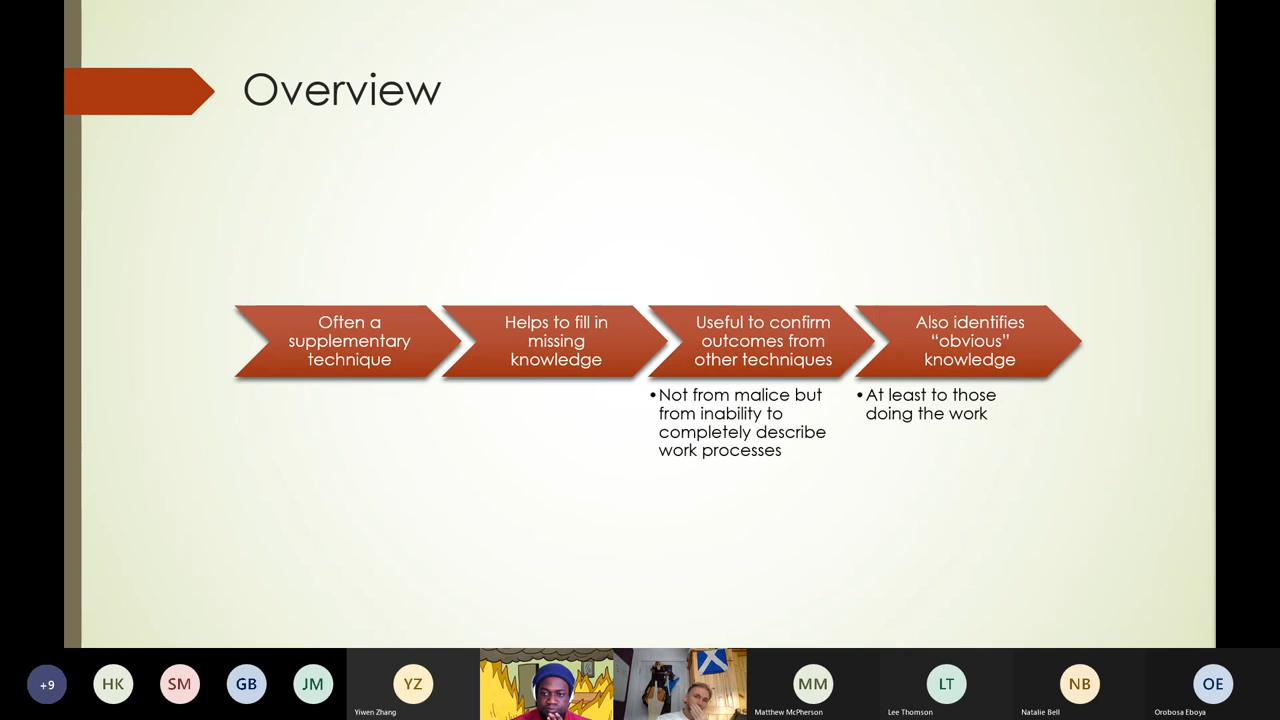 Overview
Often a
supplementary
technique
Helps to fill in
missing
knowledge
Useful to confirm
outcomes from
other techniques
•Not from malice but
from inability to
completely describe
work processes
Also identifies
“obvious”
knowledge
•At least to those
doing the work
+9
HK
SM
GB
JM
YZ
Yiwen Zhang
MM
Matthew McPherson
LT
Lee Thomson
NB
Natalie Bell
OE
Orobosa Eboya